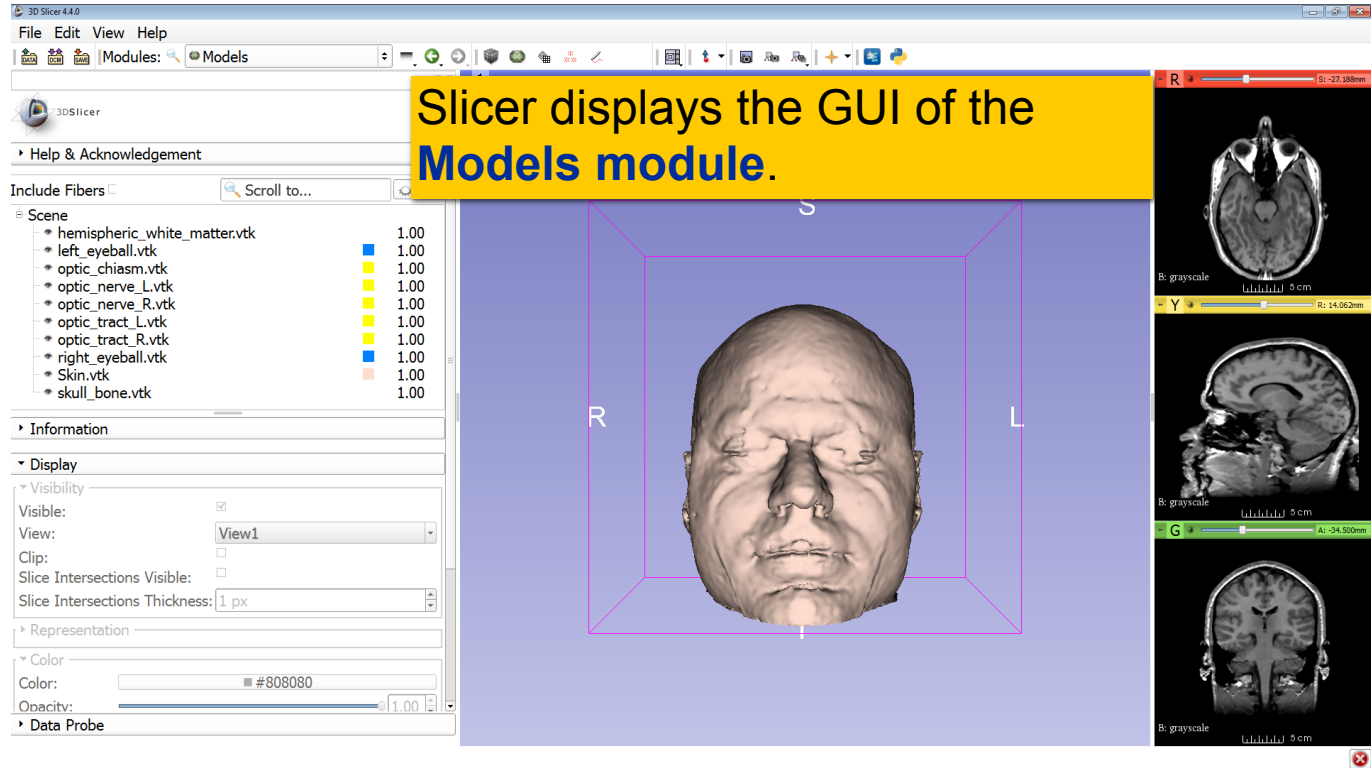 3D Slicer 4.4.0
File Edit View Help
DATA DCM SAVE Modules: Models
Slicer displays the GUI of the
Models module.
3DSlicer
Help & Acknowledgement
Include Fibers Scroll to...
Scene
hemispheric_white_matter.vtk 1.00
left_eyeball.vtk 1.00
optic_chiasm.vtk 1.00
optic_nerve_L.vtk 1.00
optic_nerve_R.vtk 1.00
optic_tract_L.vtk 1.00
optic_tract_R.vtk 1.00
right_eyeball.vtk 1.00
Skin.vtk 1.00
skull_bone.vtk 1.00
Information
Display
Visibility
Visible:
View: View1
Clip:
Slice Intersections Visible:
Slice Intersections Thickness: 1 px
Representation
Color
Color: #808080
Opacity: 1.00
Data Probe
S
R
L
I
R S: -27.188mm
B: grayscale
5 cm
Y R: 14.062mm
B: grayscale
5 cm
G A: -34.500mm
B: grayscale
5 cm